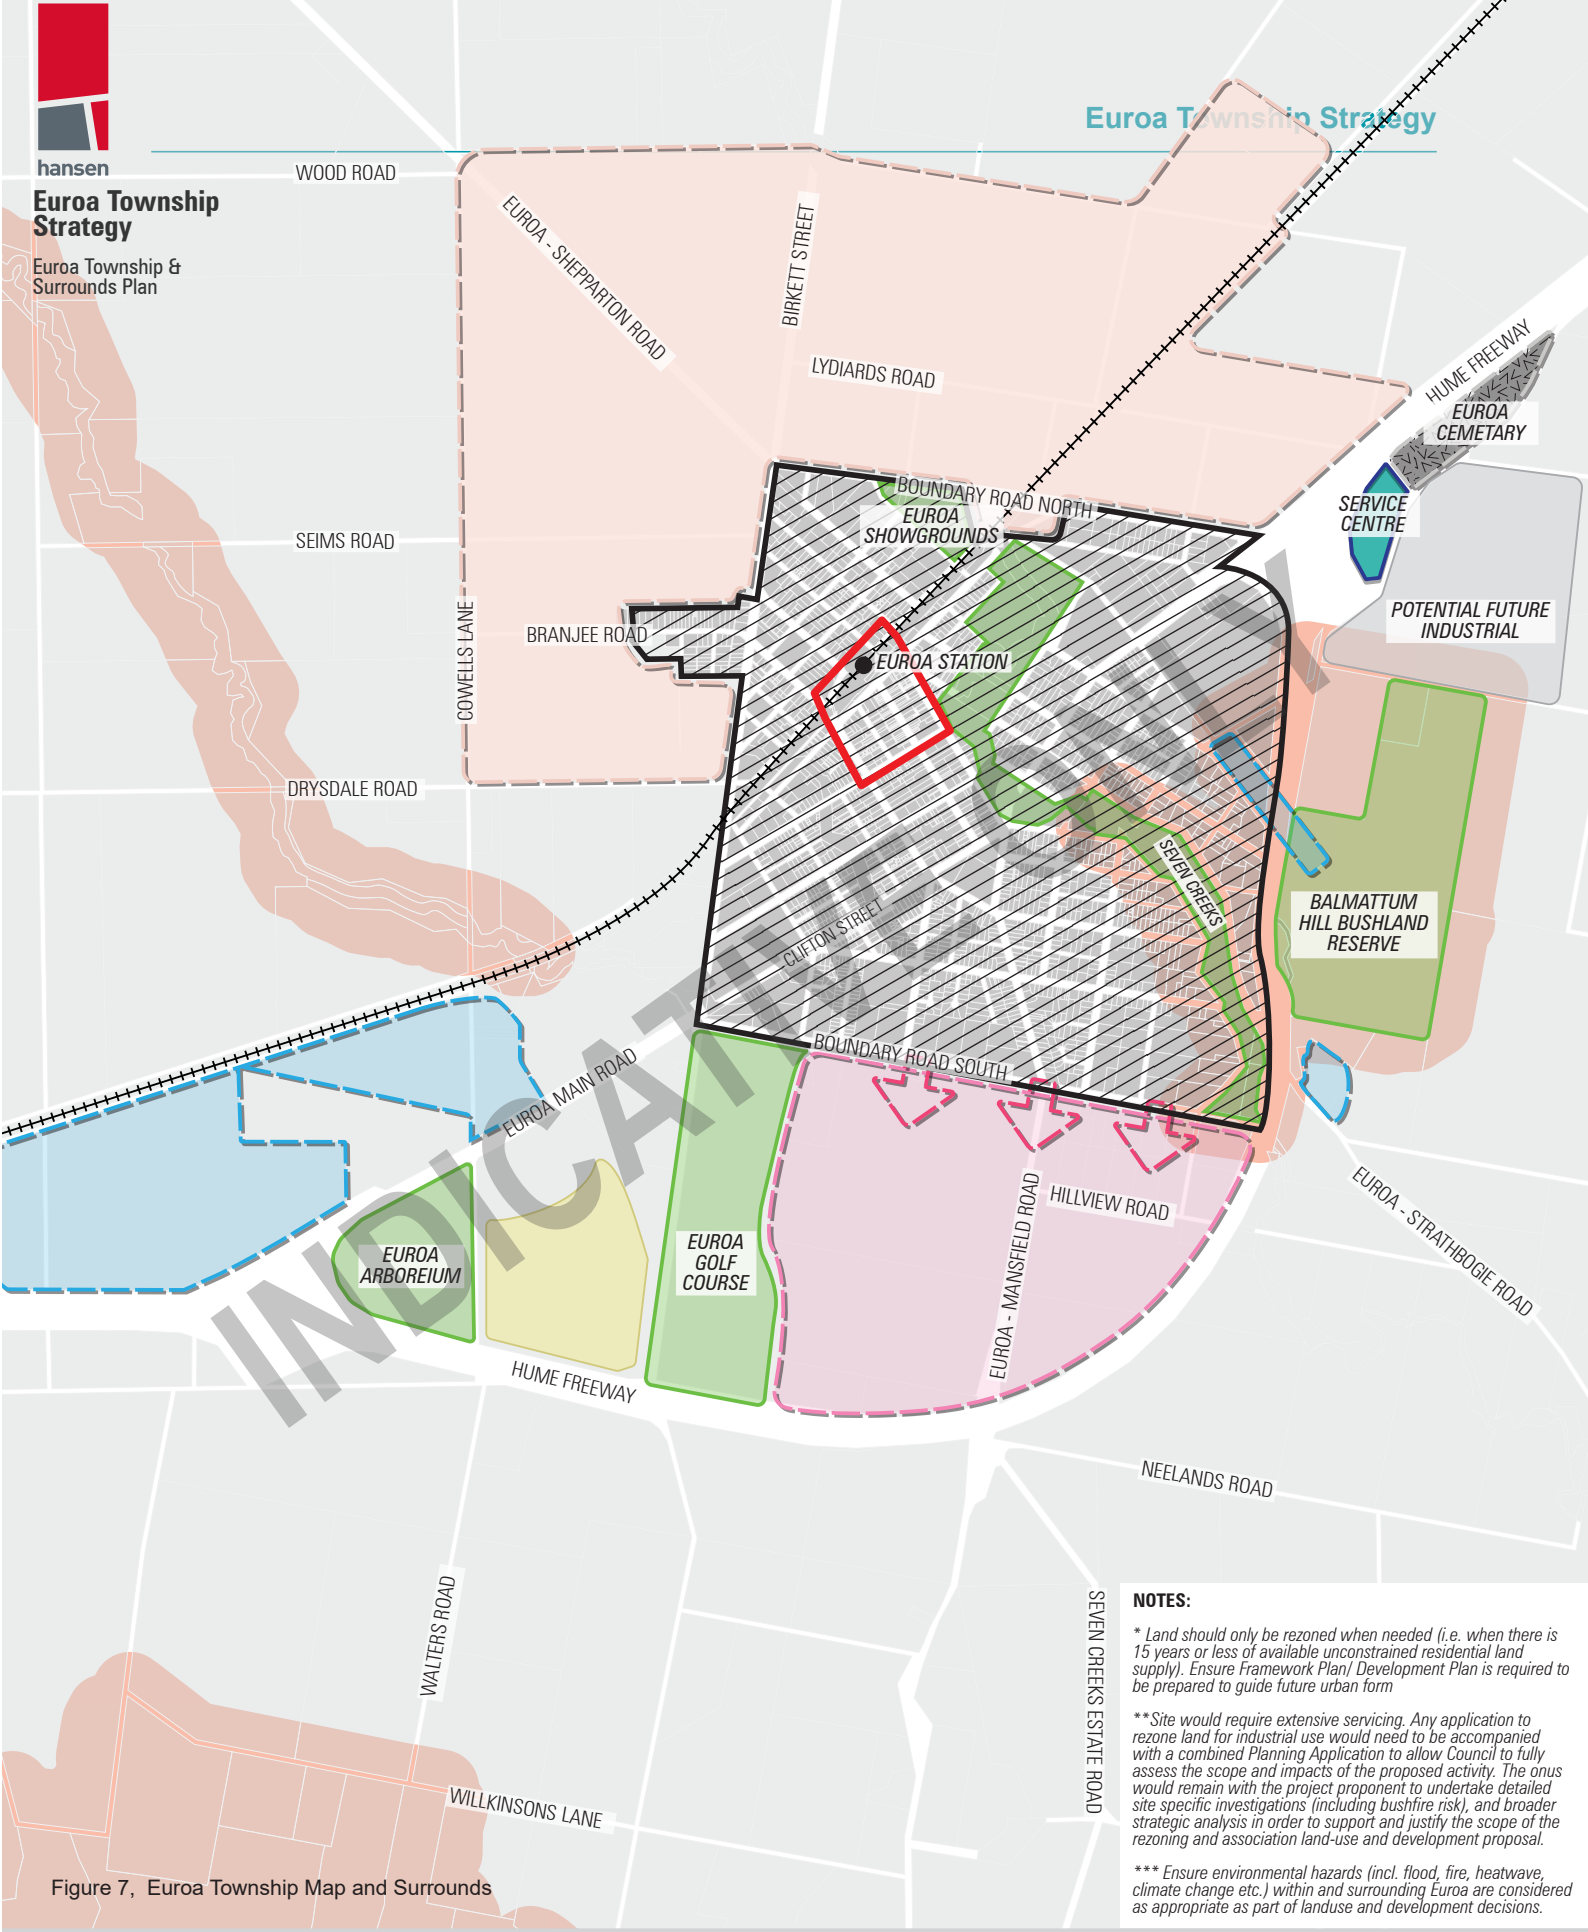 hansen
Euroa Township Strategy
Euroa Township
Strategy
Euroa Township &
Surrounds Plan
WOOD ROAD
EUROA - SHEPPARTON ROAD
BIRKETT STREET
LYDIARDS ROAD
HUME FREEWAY
EUROA
CEMETARY
BOUNDARY ROAD NORTH
EUROA
SHOWGROUNDS
SERVICE
CENTRE
SEIMS ROAD
POTENTIAL FUTURE
INDUSTRIAL
COWELLS LANE
BRANJEE ROAD
EUROA STATION
DRYSDALE ROAD
SEVEN CREEKS
CLIFTON STREET
BALMATTUM
HILL BUSHLAND
RESERVE
BOUNDARY ROAD SOUTH
EUROA MAIN ROAD
INDICATIVE ONLY
HILLVIEW ROAD
EUROA - MANSFIELD ROAD
EUROA - STRATHBOGIE ROAD
EUROA
ARBOREIUM
EUROA
GOLF
COURSE
HUME FREEWAY
NEELANDS ROAD
WALTERS ROAD
SEVEN CREEKS ESTATE ROAD
WILLKINSONS LANE
NOTES:
* Land should only be rezoned when needed (i.e. when there is
15 years or less of available unconstrained residential land
supply). Ensure Framework Plan/ Development Plan is required to
be prepared to guide future urban form
**Site would require extensive servicing. Any application to
rezone land for industrial use would need to be accompanied
with a combined Planning Application to allow Council to fully
assess the scope and impacts of the proposed activity. The onus
would remain with the project proponent to undertake detailed
site specific investigations (including bushfire risk), and broader
strategic analysis in order to support and justify the scope of the
rezoning and association land-use and development proposal.
*** Ensure environmental hazards (incl. flood, fire, heatwave,
climate change etc.) within and surrounding Euroa are considered
as appropriate as part of landuse and development decisions.
Figure 7, Euroa Township Map and Surrounds